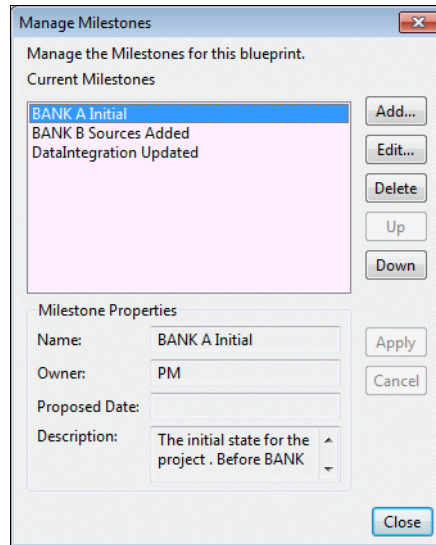 Manage Milestones
Manage the Milestones for this blueprint.
Current Milestones
BANK A Initial
BANK B Sources Added
DataIntegration Updated
Add...
Edit...
Delete
Up
Down
Milestone Properties
Name: BANK A Initial
Owner: PM
Proposed Date:
Description: The initial state for the
project . Before BANK
Apply
Cancel
Close